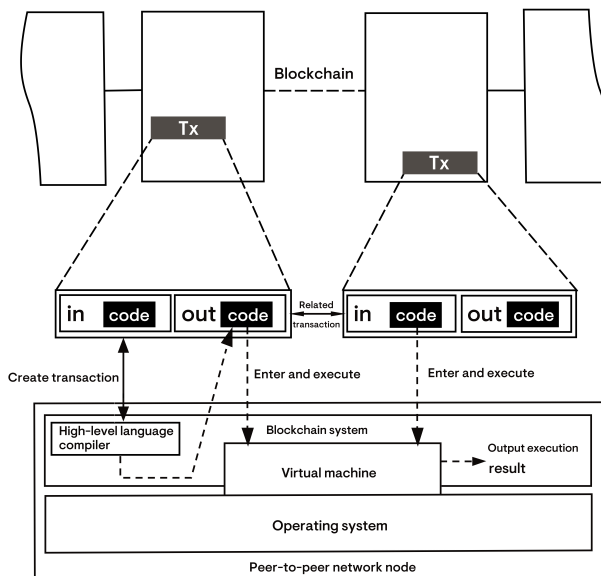 Blockchain
Tx
Tx
in code out code
Related
transaction
in code out code
Create transaction
Enter and execute
Enter and execute
High-level language
compiler
Blockchain system
Virtual machine
Output execution
result
Operating system
Peer-to-peer network node